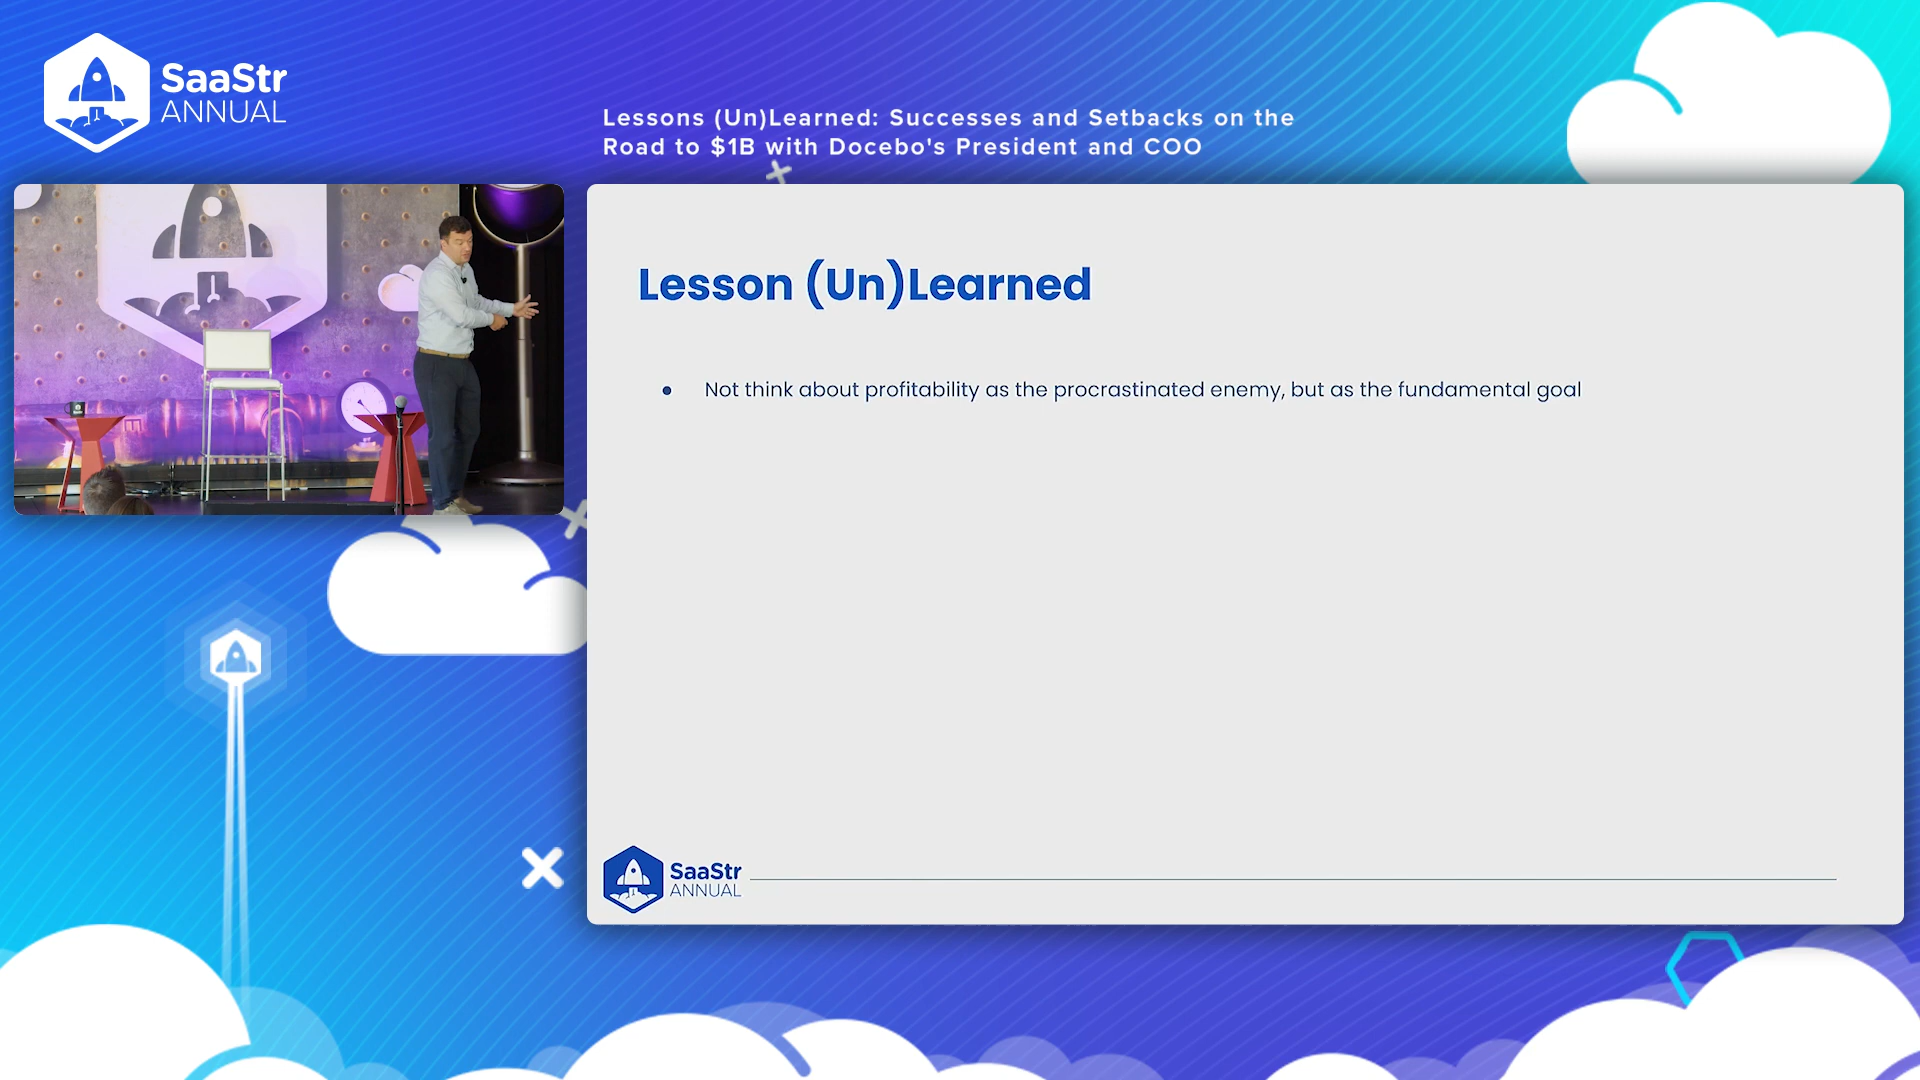 SaaStr
ANNUAL
Lessons (Un)Learned: Successes and Setbacks on the
Road to $1B with Docebo's President and COO
Lesson (Un)Learned
• Not think about profitability as the procrastinated enemy, but as the fundamental goal
SaaStr
ANNUAL